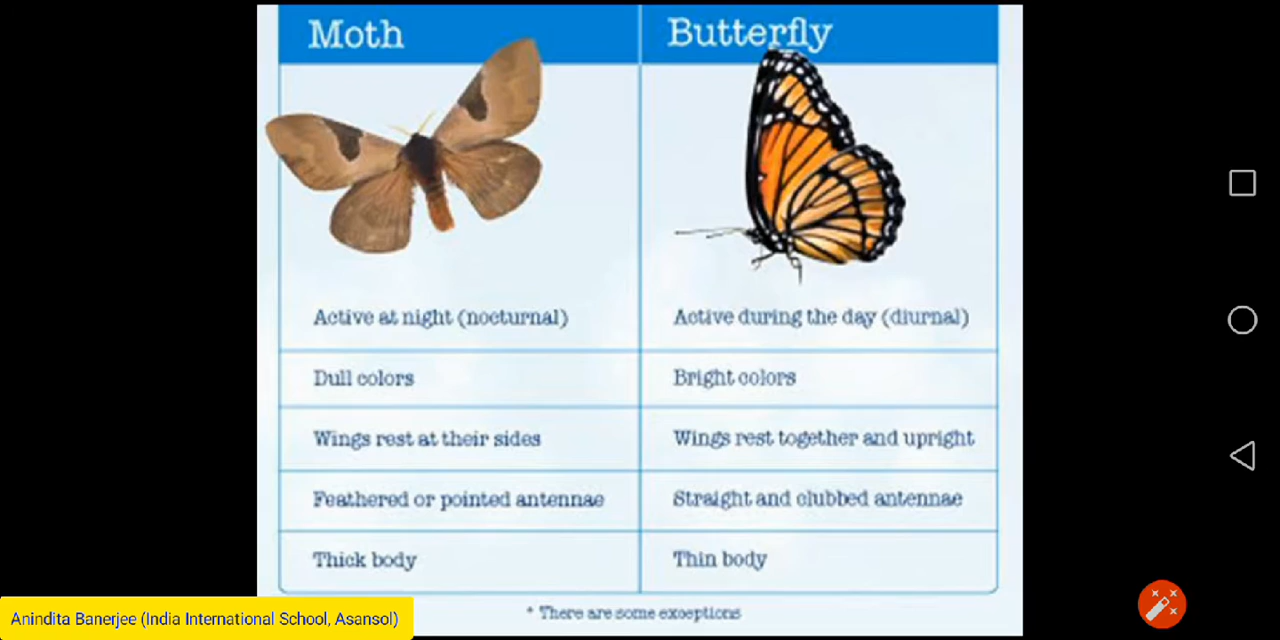 Moth Butterfly
Active at night (nocturnal) Active during the day (diurnal)
Dull colors Bright colors
Wings rest at their sides Wings rest together and upright
Feathered or pointed antennae Straight and clubbed antennae
Thick body Thin body
* There are some exceptions
Anindita Banerjee (India International School, Asansol)